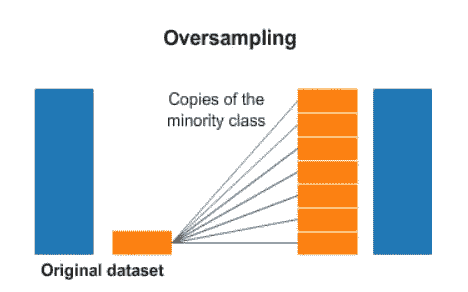 Oversampling
Copies of the
minority class
Original dataset